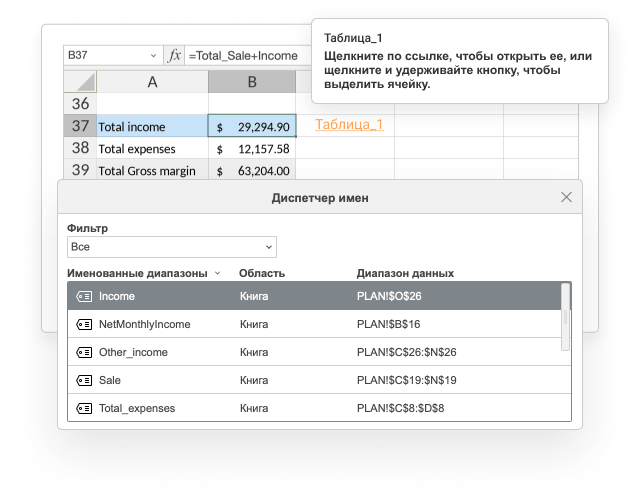 Таблица_1
Щелкните по ссылке, чтобы открыть ее, или
щелкните и удерживайте кнопку, чтобы
выделить ячейку.
B37 fx =Total_Sale+Income
A B
36
37 Total income $ 29,294.90 Таблица_1
38 Total expenses $ 12,157.58
39 Total Gross margin $ 63,204.00
Диспетчер имен
Фильтр
Все
Именованные диапазоны Область Диапазон данных
Income Книга PLAN!$O$26
NetMonthlyIncome Книга PLAN!$B$16
Other_income Книга PLAN!$C$26:$N$26
Sale Книга PLAN!$C$19:$N$19
Total_expenses Книга PLAN!$C$8:$D$8